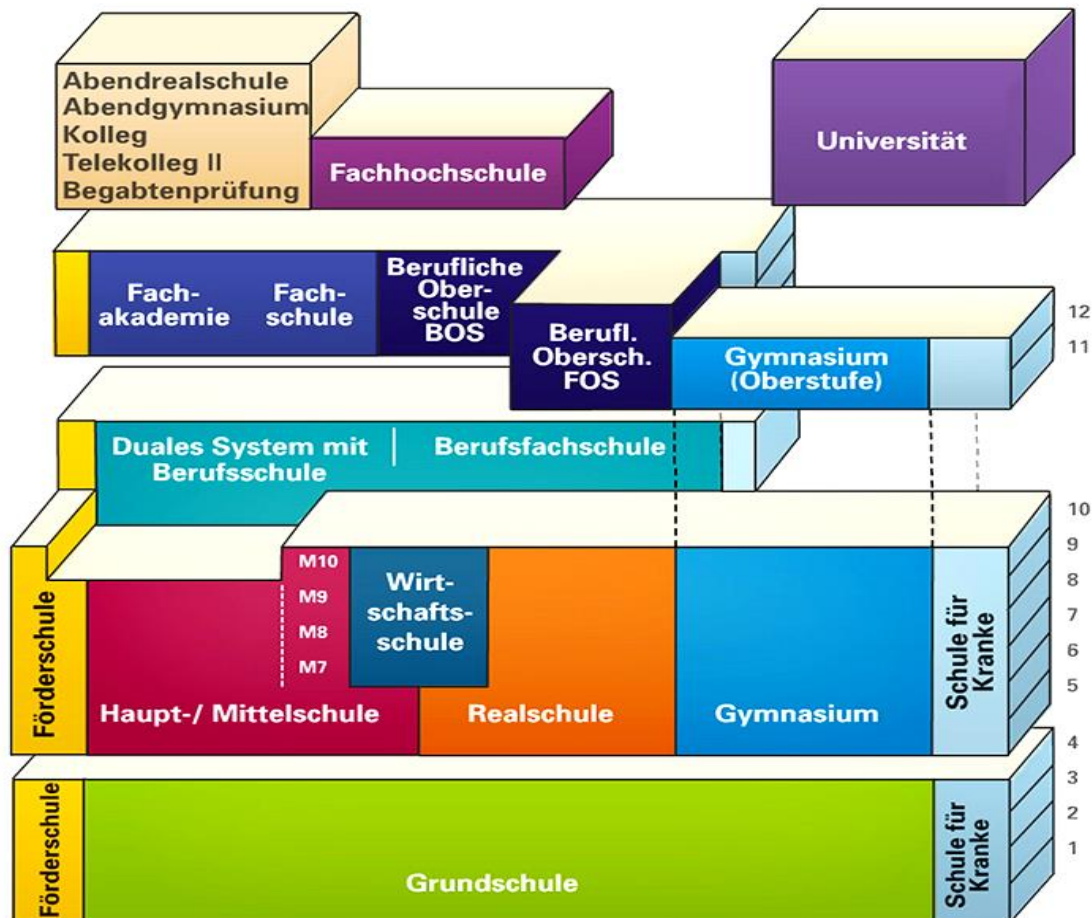 Abendrealschule
Abendgymnasium
Kolleg
Telekolleg II
Begabtenprüfung
Fachhochschule
Universität
Fach-
akademie
Fach-
schule
Berufliche
Ober-
schule
BOS
Berufl.
Obersch.
FOS
Gymnasium
(Oberstufe)
12
11
Duales System mit
Berufsschule
Berufsfachschule
Förderschule
Haupt-/ Mittelschule
M10
M9
M8
M7
Wirt-
schafts-
schule
Realschule
Gymnasium
Schule für
Kranke
10
9
8
7
6
5
Förderschule
Grundschule
Schule für
Kranke
4
3
2
1